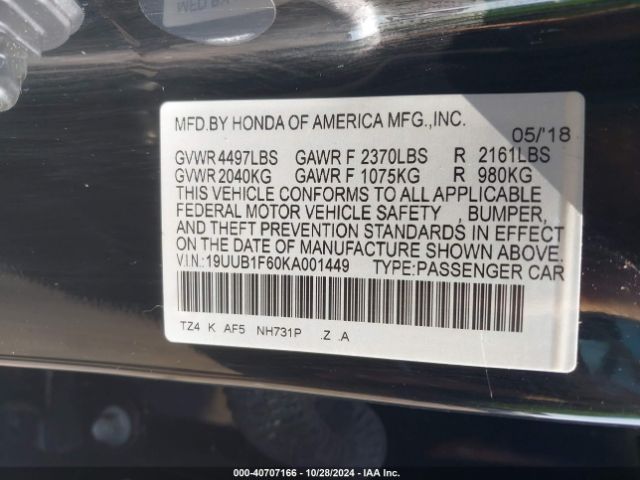 MFD BY
MFD.BY HONDA OF AMERICA MFG.,INC.
05/'18
GVWR 4497LBS GAWR F 2370LBS R 2161LBS
GVWR 2040KG GAWR F 1075KG R 980KG
THIS VEHICLE CONFORMS TO ALL APPLICABLE
FEDERAL MOTOR VEHICLE SAFETY , BUMPER,
AND THEFT PREVENTION STANDARDS IN EFFECT
ON THE DATE OF MANUFACTURE SHOWN ABOVE.
V.I.N.:19UUB1F60KA001449 TYPE:PASSENGER CAR
TZ4 K AF5 NH731P .Z .A
000-40707166 - 10/28/2024 - IAA Inc.